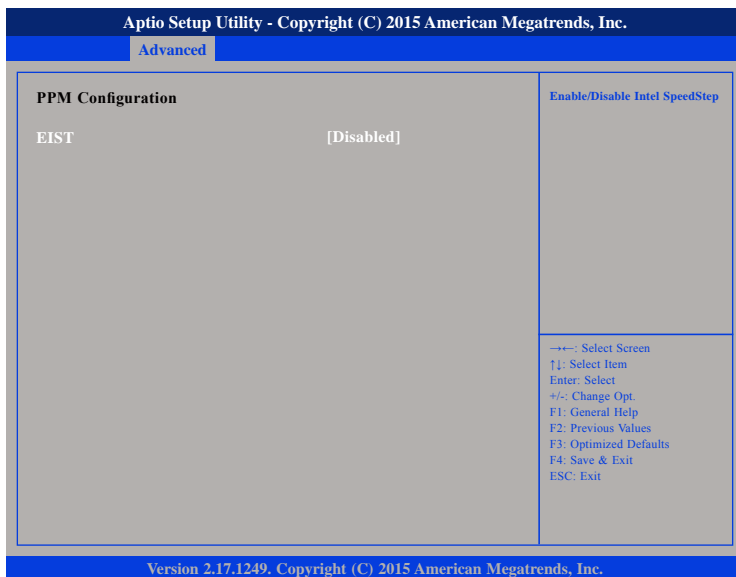 Aptio Setup Utility - Copyright (C) 2015 American Megatrends, Inc.
Advanced
PPM Configuration
EIST [Disabled]
Enable/Disable Intel SpeedStep
→←: Select Screen
↑↓: Select Item
Enter: Select
+/-: Change Opt.
F1: General Help
F2: Previous Values
F3: Optimized Defaults
F4: Save & Exit
ESC: Exit
Version 2.17.1249. Copyright (C) 2015 American Megatrends, Inc.